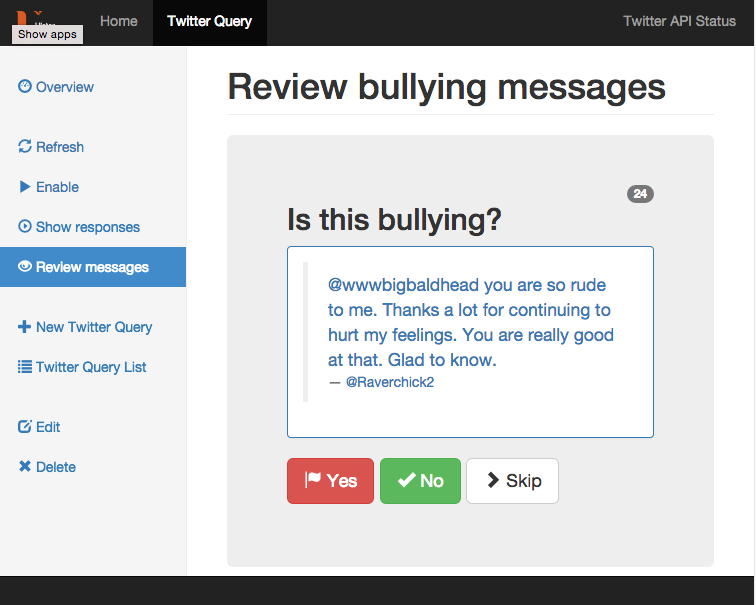 Home
Twitter Query
Twitter API Status
Show apps
Overview
Refresh
Enable
Show responses
Review messages
New Twitter Query
Twitter Query List
Edit
Delete
Review bullying messages
24
Is this bullying?
@wwwbigbaldhead you are so rude
to me. Thanks a lot for continuing to
hurt my feelings. You are really good
at that. Glad to know.
— @Raverchick2
Yes
No
Skip